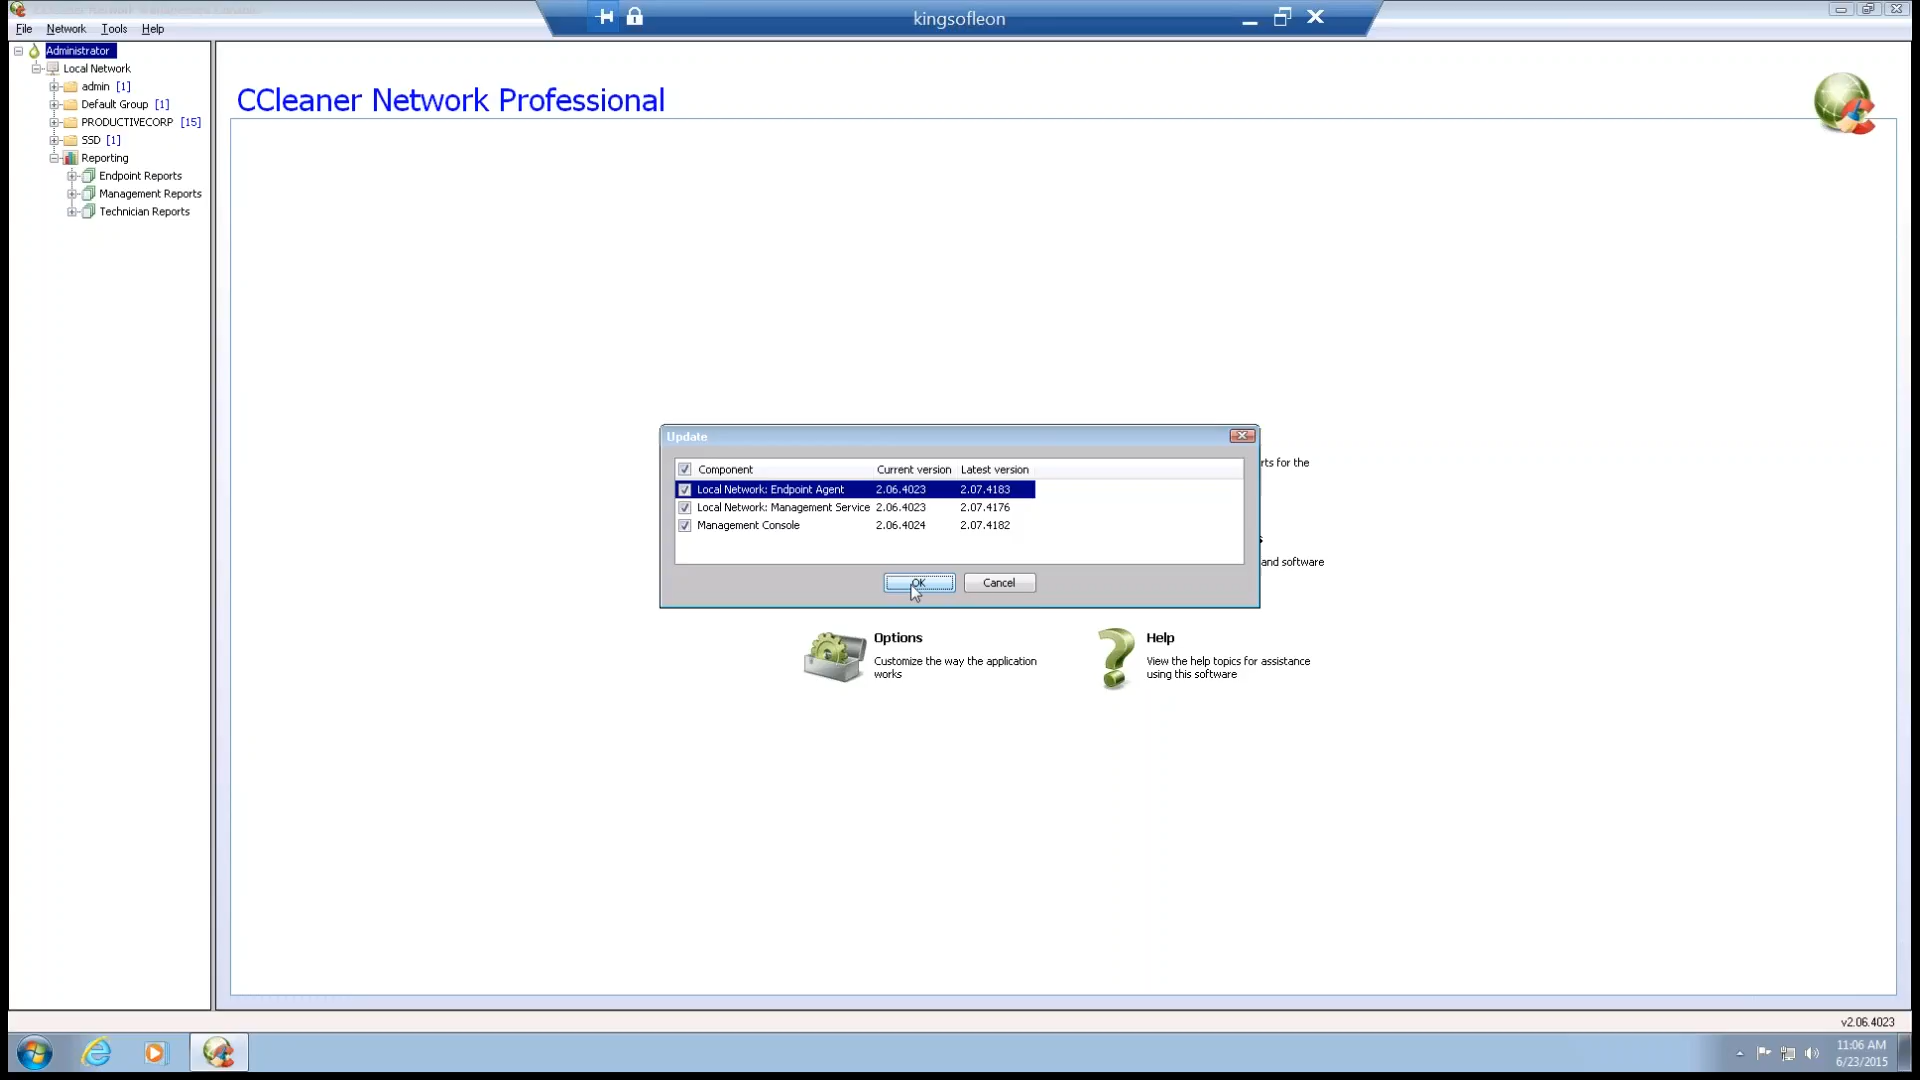 kingsofleon
File Network Tools Help
Administrator
Local Network
admin [1]
Default Group [1]
PRODUCTIVECORP [15]
SSD [1]
Reporting
Endpoint Reports
Management Reports
Technician Reports
CCleaner Network Professional
Update
Component Current version Latest version
Local Network: Endpoint Agent 2.06.4023 2.07.4183
Local Network: Management Service 2.06.4023 2.07.4176
Management Console 2.06.4024 2.07.4182
OK Cancel
for the
and software
Options
Customize the way the application
works
Help
View the help topics for assistance
using this software
v2.06.4023
11:06 AM
6/23/2015